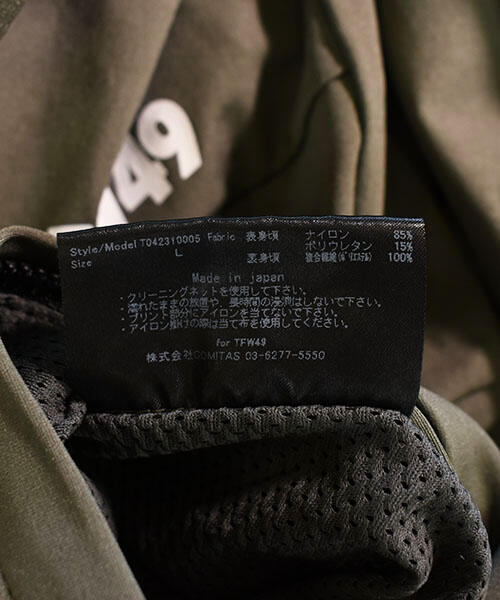 49
Style/Model T042310005 Fabric 表身頃 ナイロン 85%
ポリウレタン 15%
Size L 表身頃 複合繊維(ﾎﾟﾘｴｽﾃﾙ) 100%
Made in japan
・クリーニングネットを使用して下さい。
・濡れたままの放置や、長時間の浸漬はしないで下さい。
・プリント部分にアイロンを当てないで下さい。
・アイロン掛けの際は当て布を使用してください。
for TFW49
株式会社COMITAS 03-6277-5550